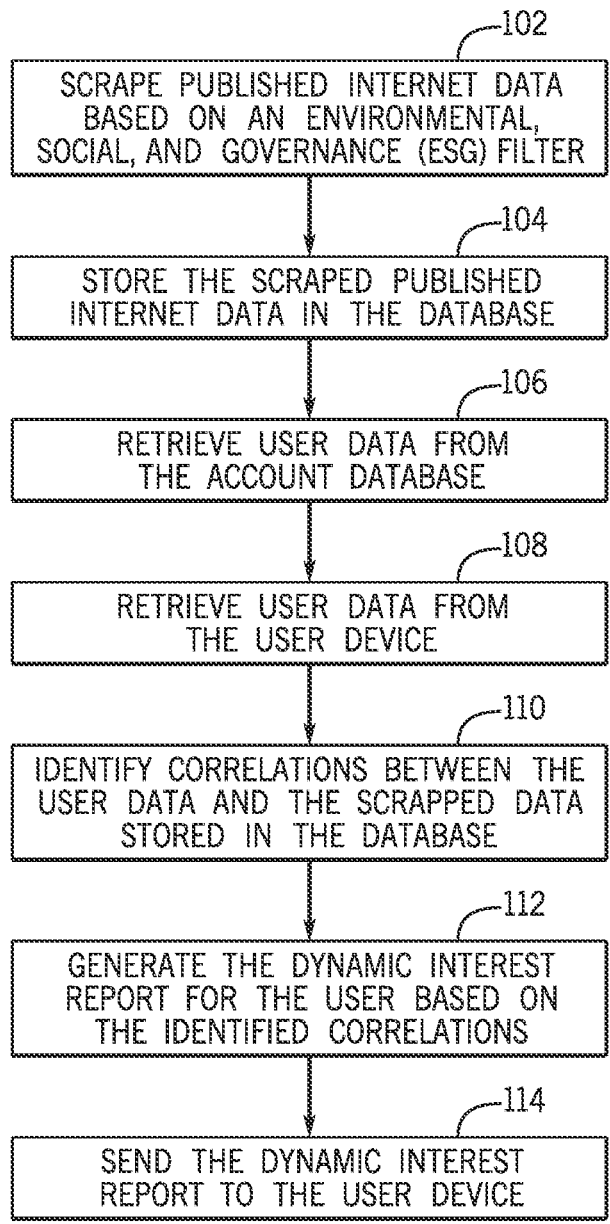 102
SCRAPE PUBLISHED INTERNET DATA
BASED ON AN ENVIRONMENTAL,
SOCIAL, AND GOVERNANCE (ESG) FILTER
104
STORE THE SCRAPED PUBLISHED
INTERNET DATA IN THE DATABASE
106
RETRIEVE USER DATA FROM
THE ACCOUNT DATABASE
108
RETRIEVE USER DATA FROM
THE USER DEVICE
110
IDENTIFY CORRELATIONS BETWEEN THE
USER DATA AND THE SCRAPPED DATA
STORED IN THE DATABASE
112
GENERATE THE DYNAMIC INTEREST
REPORT FOR THE USER BASED ON
THE IDENTIFIED CORRELATIONS
114
SEND THE DYNAMIC INTEREST
REPORT TO THE USER DEVICE